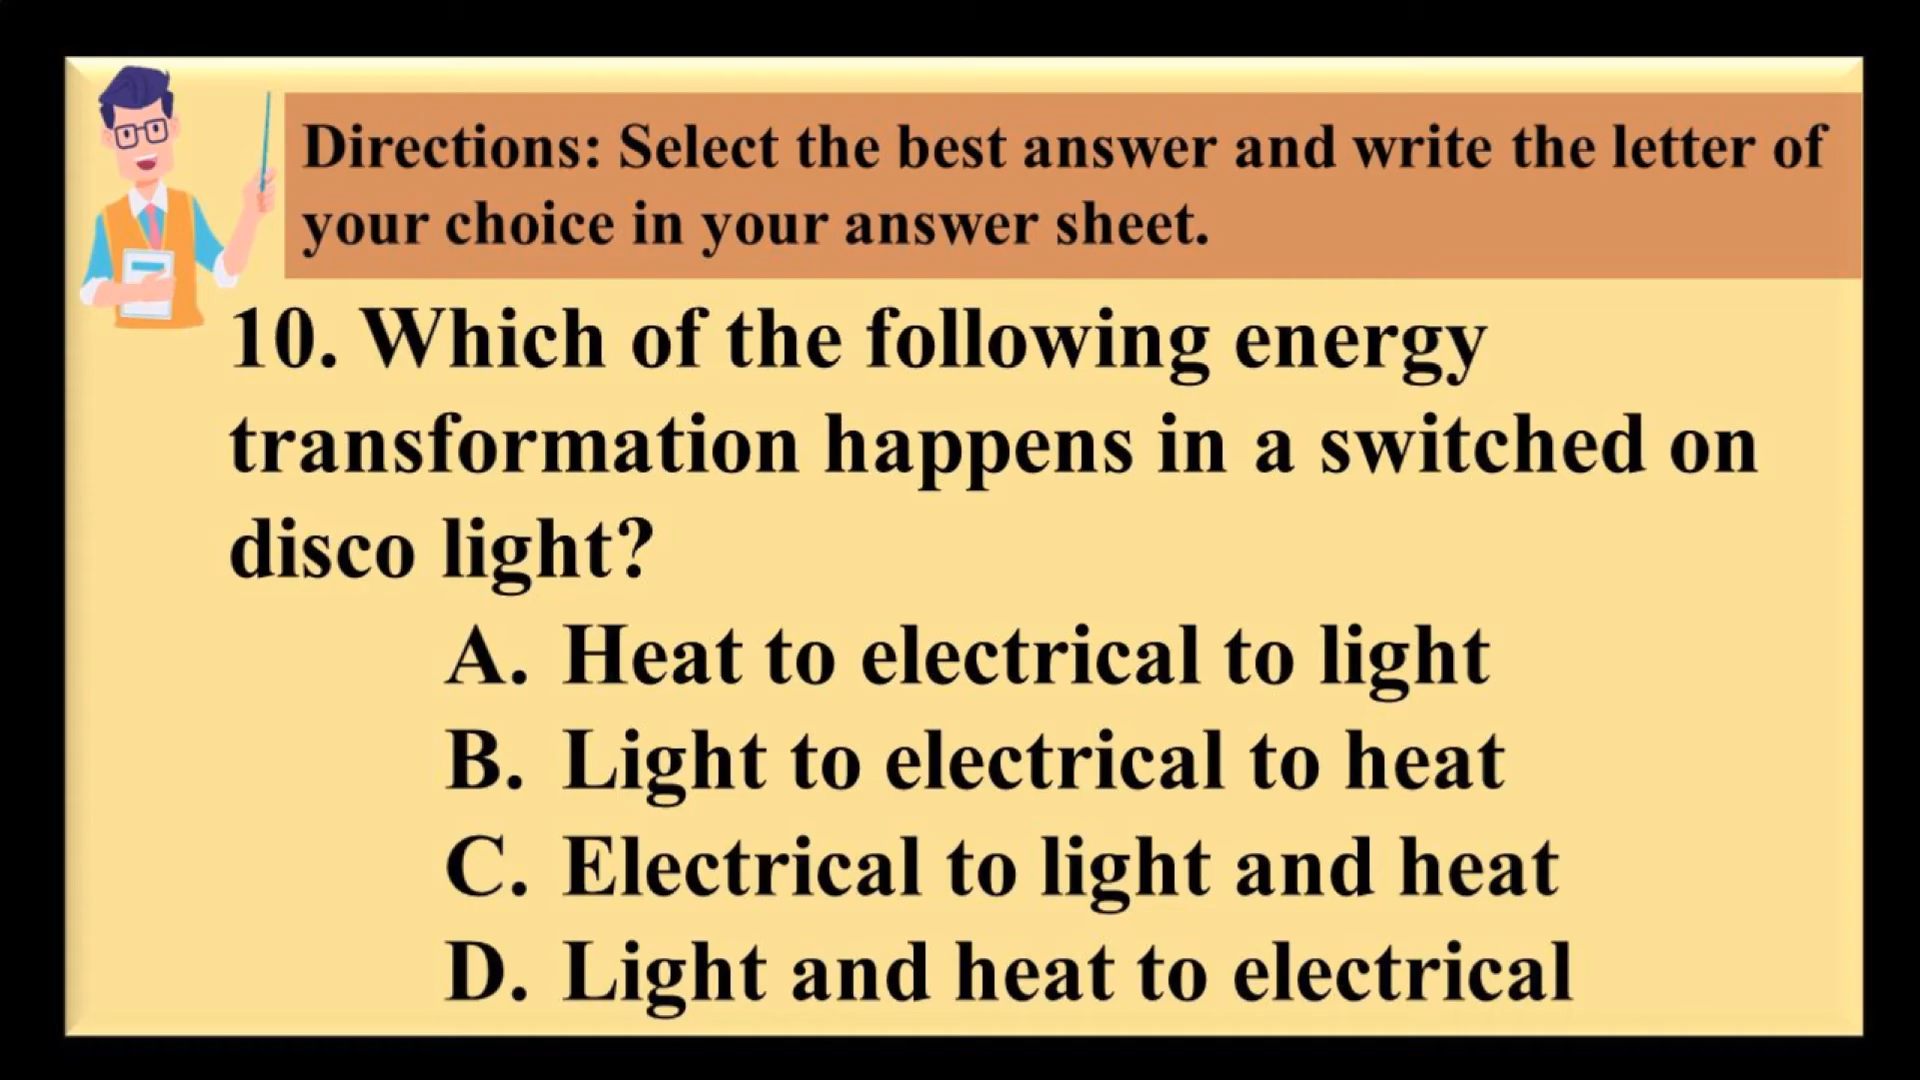 Directions: Select the best answer and write the letter of
your choice in your answer sheet.
10. Which of the following energy
transformation happens in a switched on
disco light?
A. Heat to electrical to light
B. Light to electrical to heat
C. Electrical to light and heat
D. Light and heat to electrical